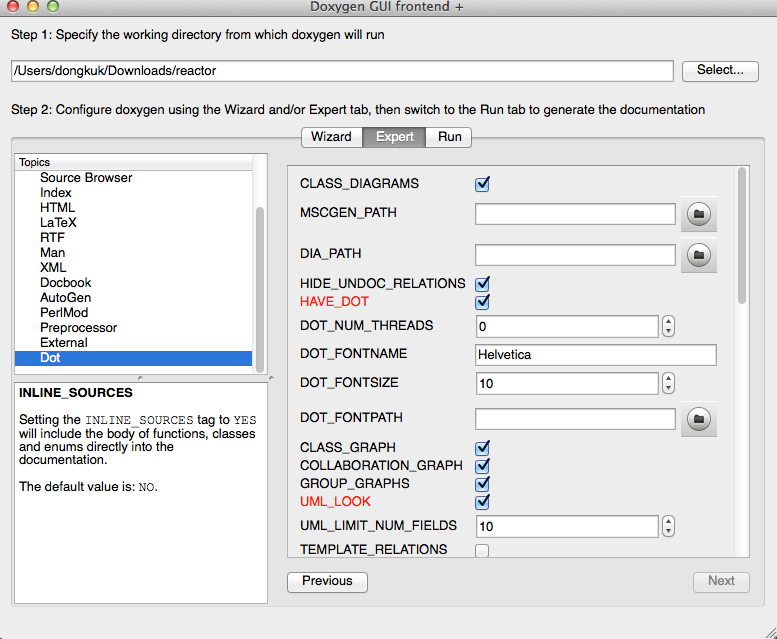 Doxygen GUI frontend +
Step 1: Specify the working directory from which doxygen will run
/Users/dongkuk/Downloads/reactor
Select...
Step 2: Configure doxygen using the Wizard and/or Expert tab, then switch to the Run tab to generate the documentation
Wizard
Expert
Run
Topics
Source Browser
Index
HTML
LaTeX
RTF
Man
XML
Docbook
AutoGen
PerlMod
Preprocessor
External
Dot
INLINE_SOURCES
Setting the INLINE_SOURCES tag to YES
will include the body of functions, classes
and enums directly into the
documentation.
The default value is: NO.
CLASS_DIAGRAMS
MSCGEN_PATH
DIA_PATH
HIDE_UNDOC_RELATIONS
HAVE_DOT
DOT_NUM_THREADS 0
DOT_FONTNAME Helvetica
DOT_FONTSIZE 10
DOT_FONTPATH
CLASS_GRAPH
COLLABORATION_GRAPH
GROUP_GRAPHS
UML_LOOK
UML_LIMIT_NUM_FIELDS 10
TEMPLATE_RELATIONS
Previous
Next